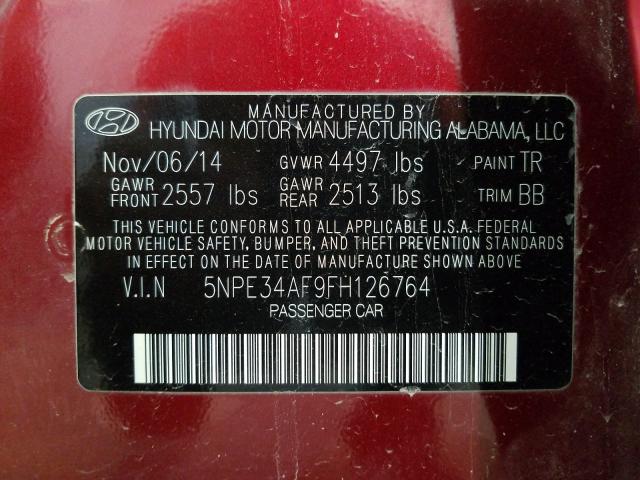 MANUFACTURED BY
HYUNDAI MOTOR MANUFACTURING ALABAMA, LLC
Nov/06/14 GVWR 4497 lbs PAINT TR
GAWR FRONT 2557 lbs GAWR REAR 2513 lbs TRIM BB
THIS VEHICLE CONFORMS TO ALL APPLICABLE U.S.A. FEDERAL
MOTOR VEHICLE SAFETY, BUMPER, AND THEFT PREVENTION STANDARDS
IN EFFECT ON THE DATE OF MANUFACTURE SHOWN ABOVE.
V.I.N 5NPE34AF9FH126764
PASSENGER CAR